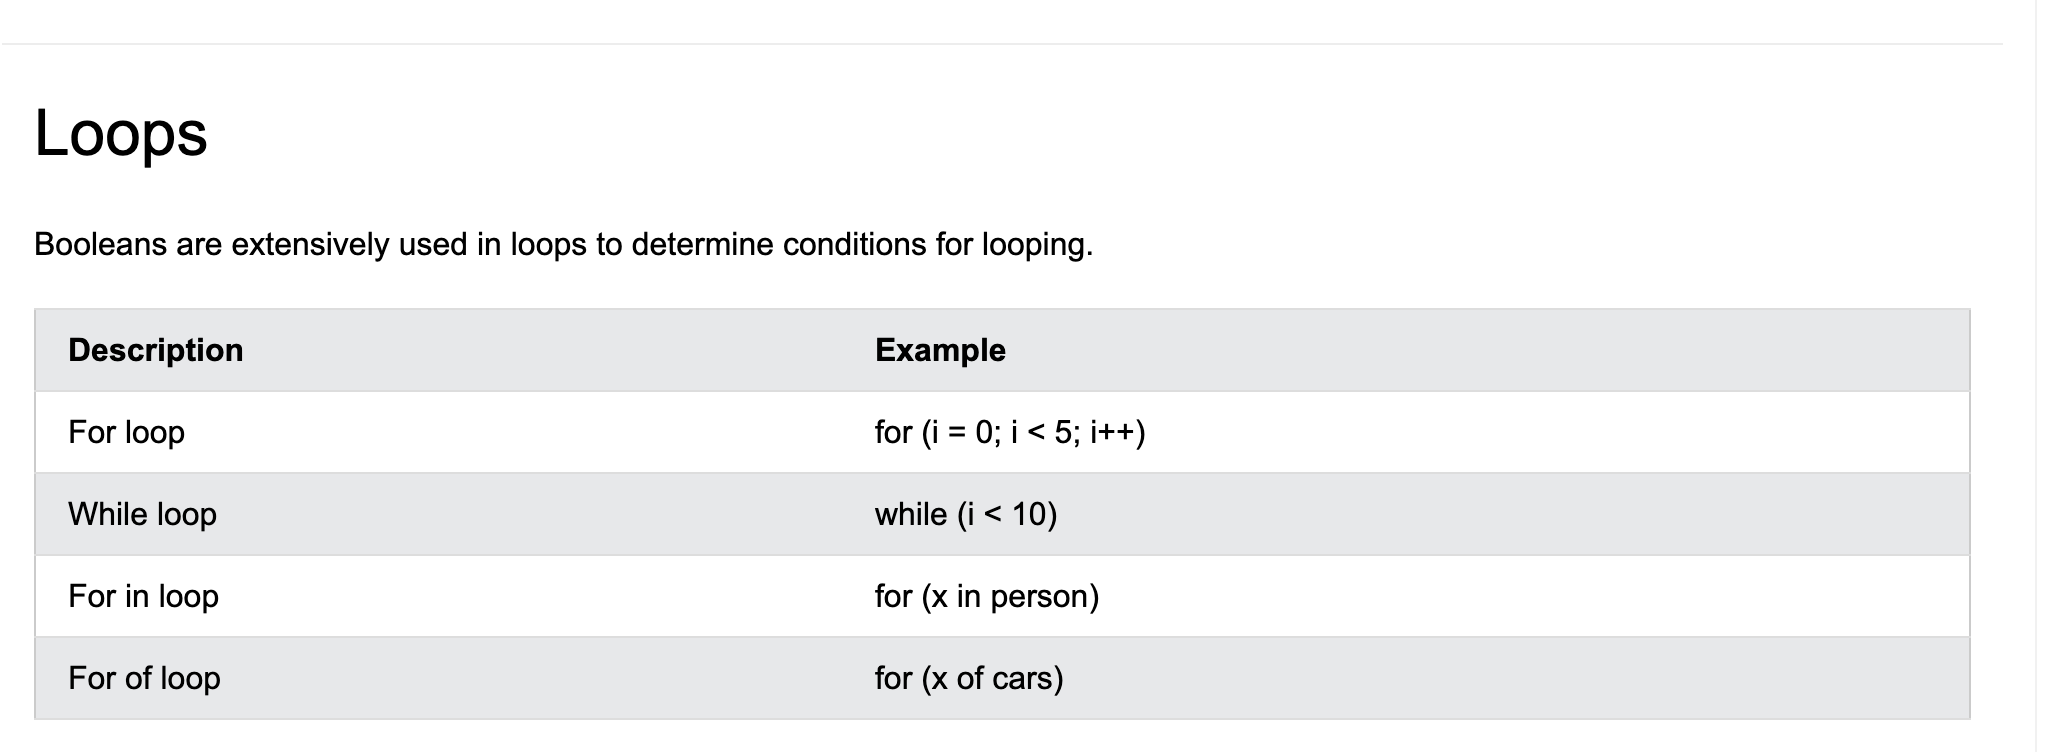 Loops
Booleans are extensively used in loops to determine conditions for looping.
Description Example
For loop for (i = 0; i < 5; i++)
While loop while (i < 10)
For in loop for (x in person)
For of loop for (x of cars)